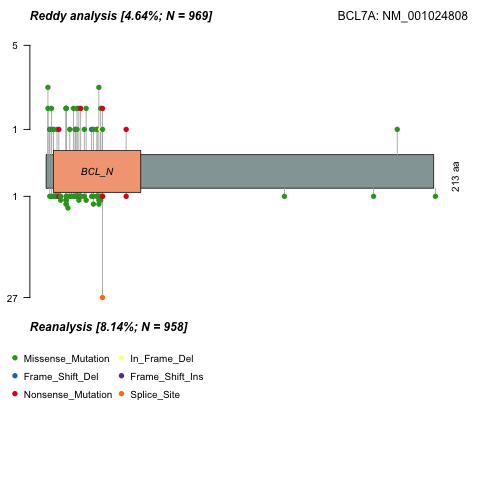 Reddy analysis [4.64%; N = 969]
BCL7A: NM_001024808
5
1
BCL_N
213 aa
1
27
Reanalysis [8.14%; N = 958]
Missense_Mutation In_Frame_Del
Frame_Shift_Del Frame_Shift_Ins
Nonsense_Mutation Splice_Site